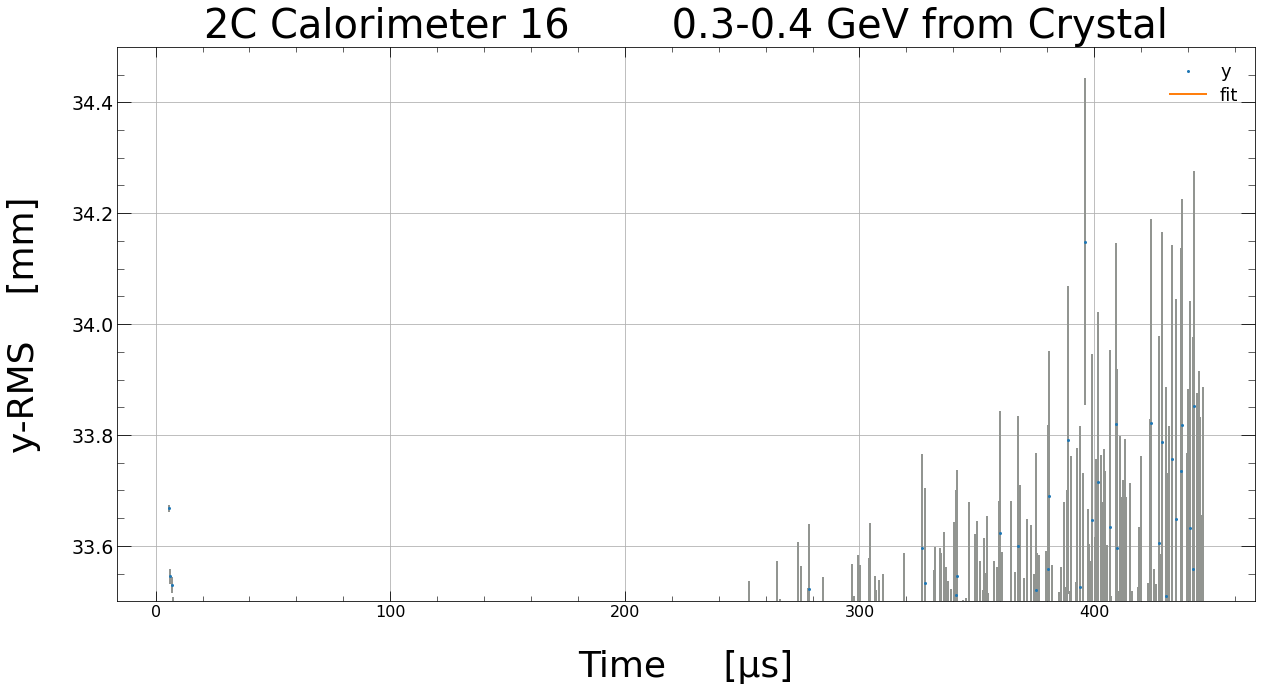 2C Calorimeter 16 0.3-0.4 GeV from Crystal
y
fit
y-RMS [mm]
34.4
34.2
34.0
33.8
33.6
0 100 200 300 400
Time [μs]